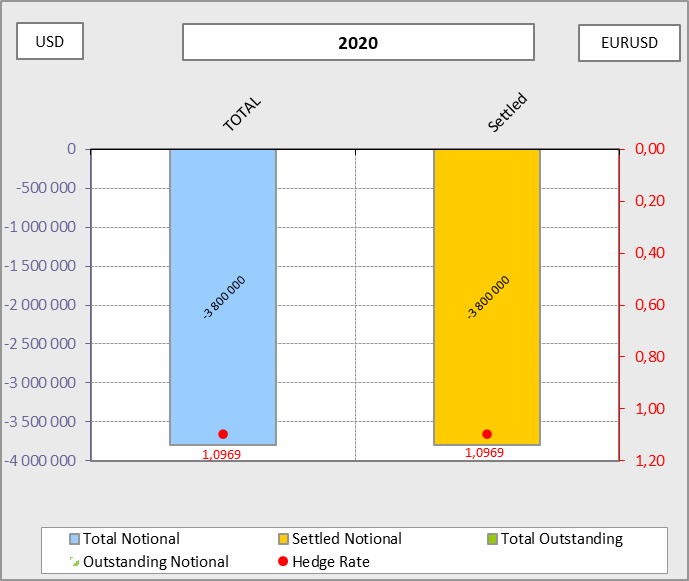 USD 2020 EURUSD
TOTAL Settled
0 0,00
-500 000 0,20
-1 000 000
-1 500 000 0,40
-2 000 000 -3 800 000 -3 800 000 0,60
-2 500 000 0,80
-3 000 000
-3 500 000 1,00
-4 000 000 1,0969 1,0969 1,20
Total Notional Settled Notional Total Outstanding
Outstanding Notional Hedge Rate